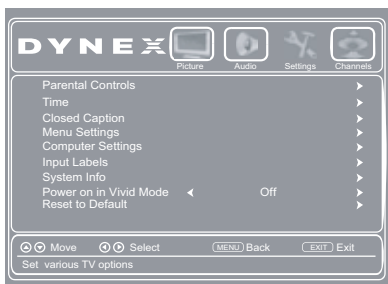 DYNEX
Picture Audio Settings Channels
Parental Controls
Time
Closed Caption
Menu Settings
Computer Settings
Input Labels
System Info
Power on in Vivid Mode Off
Reset to Default
Move Select MENU Back EXIT Exit
Set various TV options